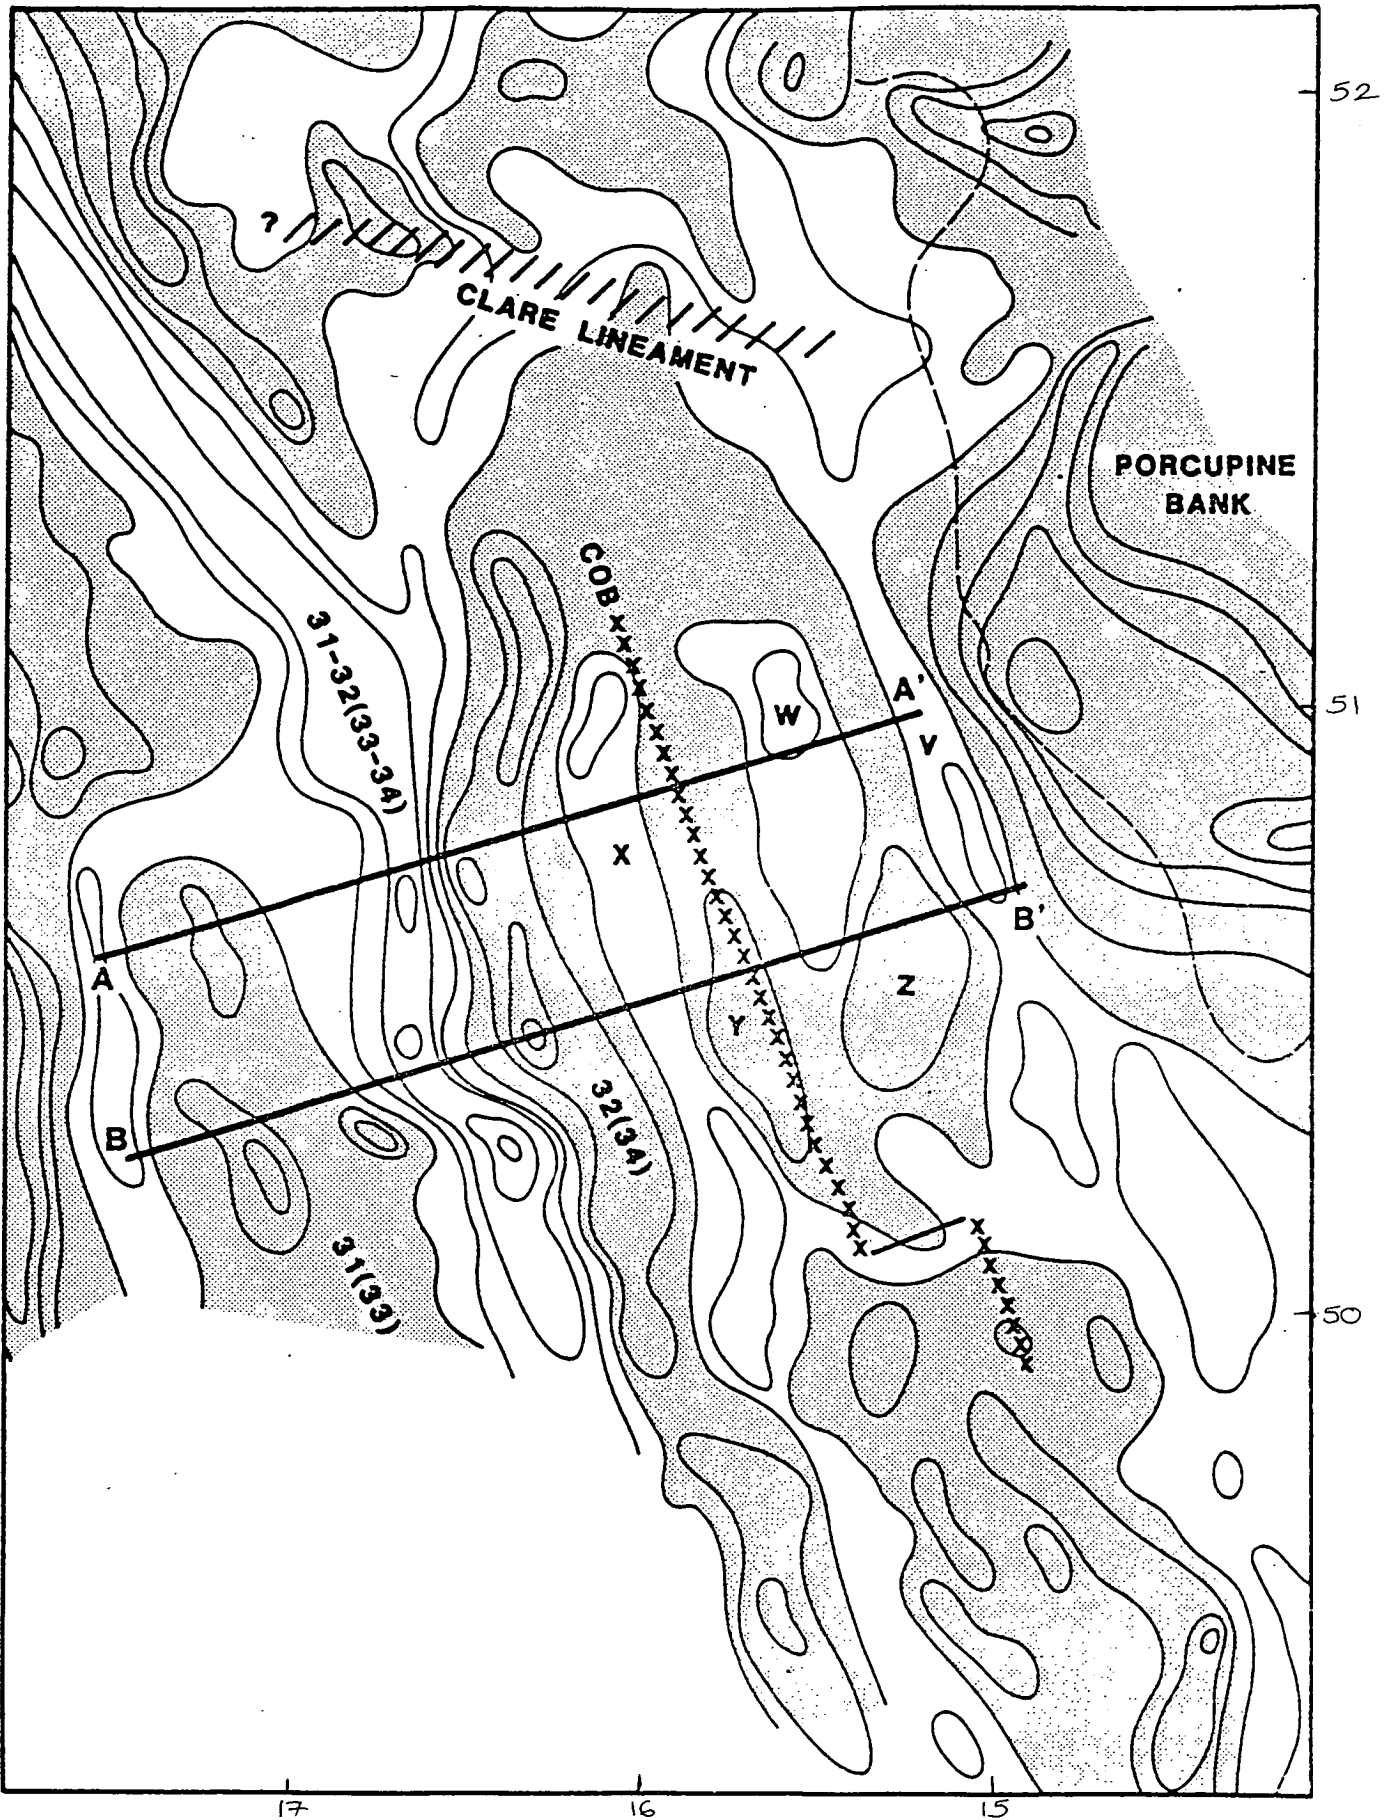 52
?
CLARE LINEAMENT
PORCUPINE
BANK
COB
31-32(33-34)
W
A'
51
V
X
A
Z
B'
Y
B
32(34)
31(33)
50
17
16
15